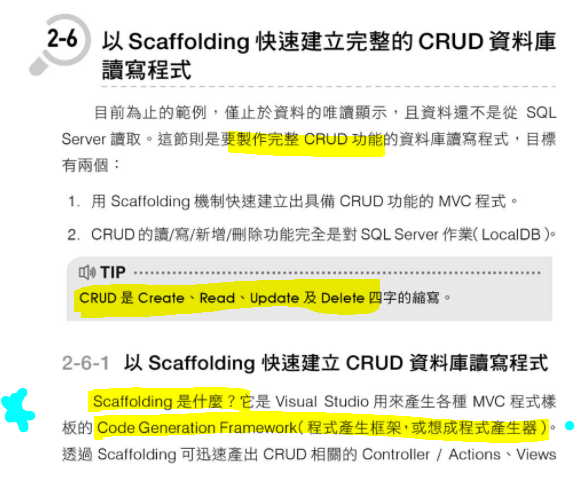 2-6 以 Scaffolding 快速建立完整的 CRUD 資料庫
讀寫程式
目前為止的範例，僅止於資料的唯讀顯示，且資料還不是從 SQL
Server 讀取。這節則是要製作完整 CRUD 功能的資料庫讀寫程式，目標
有兩個：
1. 用 Scaffolding 機制快速建立出具備 CRUD 功能的 MVC 程式。
2. CRUD 的讀/寫/新增/刪除功能完全是對 SQL Server 作業( LocalDB )。
TIP
CRUD 是 Create、Read、Update 及 Delete 四字的縮寫。
2-6-1 以 Scaffolding 快速建立 CRUD 資料庫讀寫程式
Scaffolding 是什麼？它是 Visual Studio 用來產生各種 MVC 程式樣
板的 Code Generation Framework( 程式產生框架，或想成程式產生器 )。
透過 Scaffolding 可迅速產出 CRUD 相關的 Controller / Actions、Views